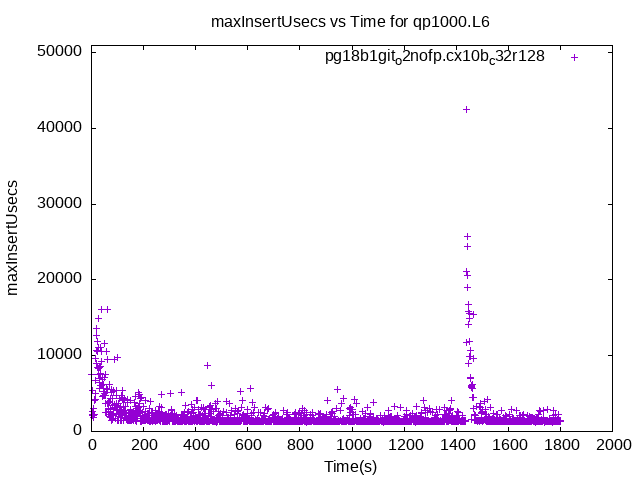 maxInsertUsecs vs Time for qp1000.L6
pg18b1git_o2nofp.cx10b_c32r128
50000
40000
30000
20000
10000
0
maxInsertUsecs
0 200 400 600 800 1000 1200 1400 1600 1800 2000
Time(s)